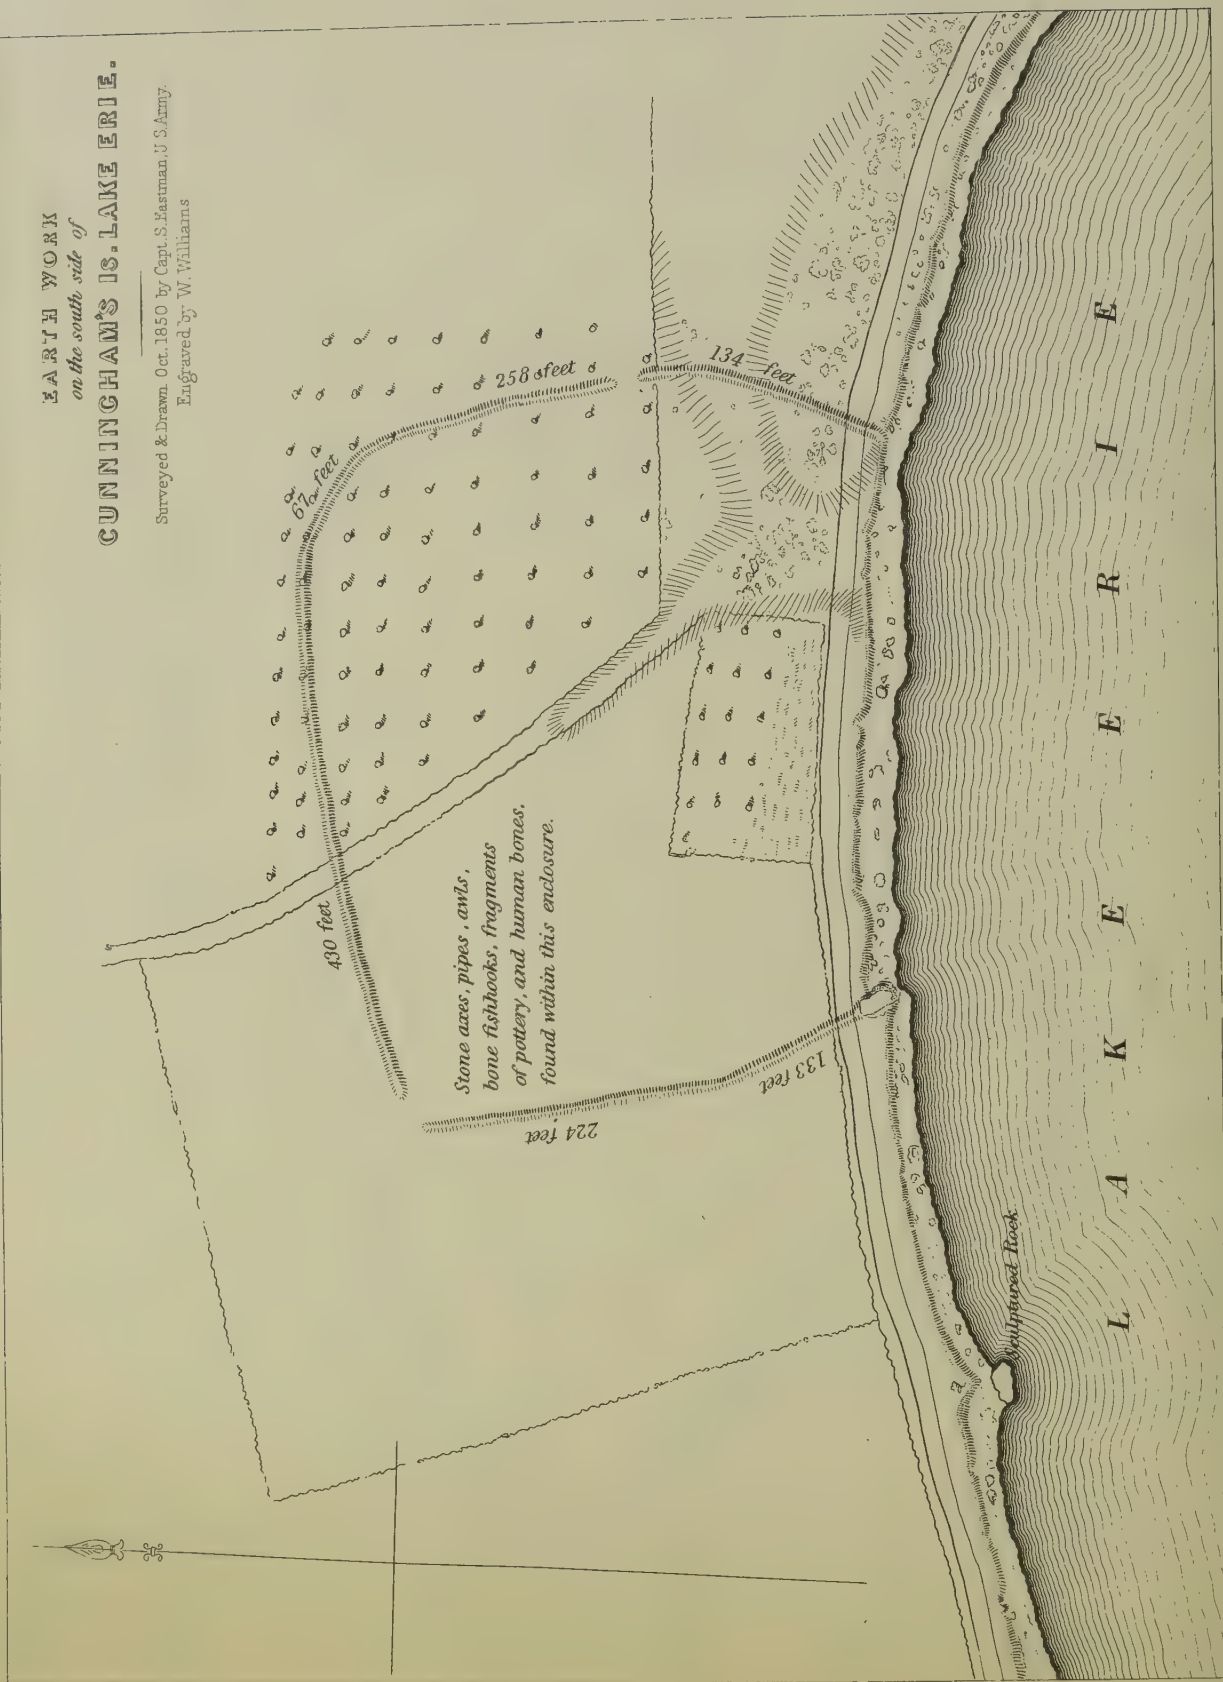 EARTH WORK
on the south side of
CUNNINGHAM'S IS. LAKE ERIE.
Surveyed & Drawn Oct. 1850 by Capt. S. Eastman, U S Army.
Engraved by W. Williams
430 feet
67 feet
258 feet
134 feet
Stone axes, pipes, awls,
bone fishhooks, fragments
of pottery, and human bones.
found within this enclosure.
224 feet
133 feet
Sculptured Rock
LAKE ERIE